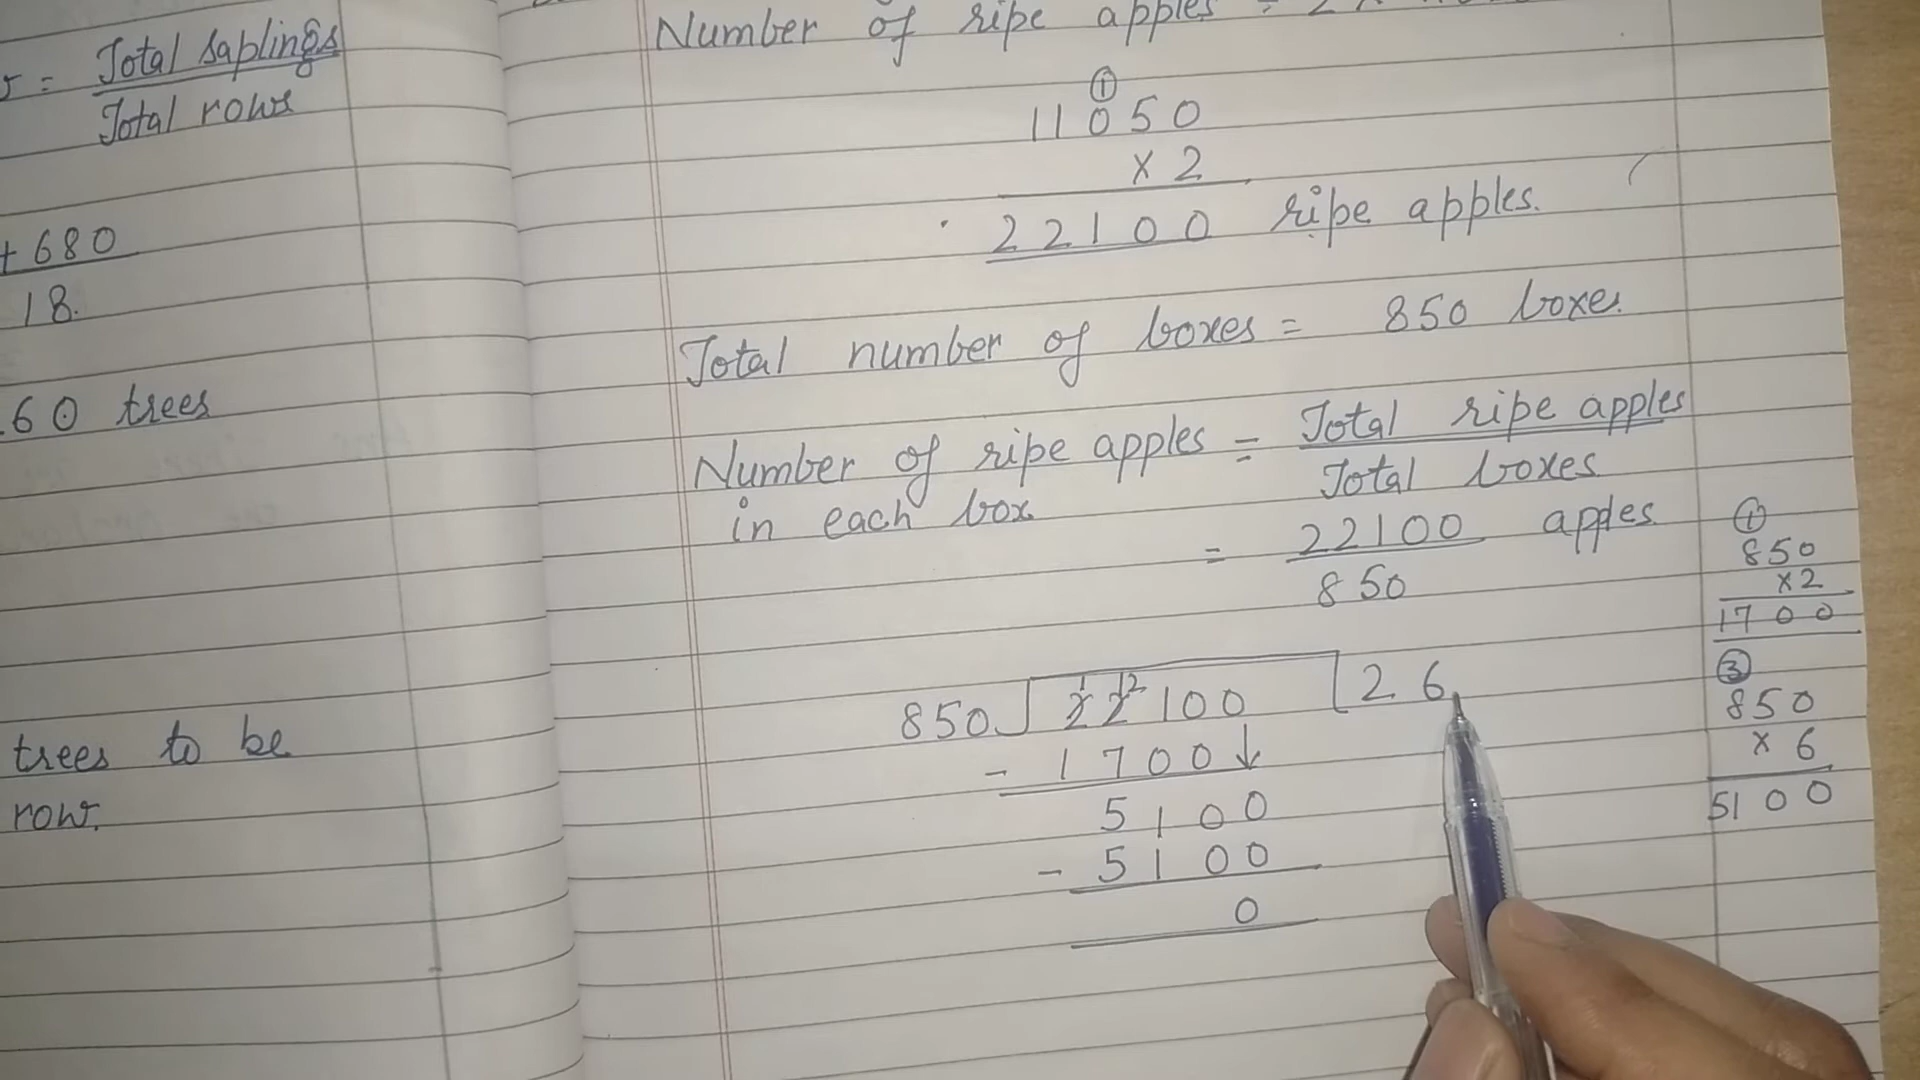 = Total saplings
Total rows
+ 680
18.
60 trees
trees to be
row.
Number of ripe apples = 2
1
11050
x 2
22100 ripe apples.
Total number of boxes = 850 boxes.
Number of ripe apples = Total ripe apples
in each box Total boxes
= 22100 apples
850
850 22100 26
- 1700
5100
- 5100
0
1
850
x2
1700
3
850
x 6
5100